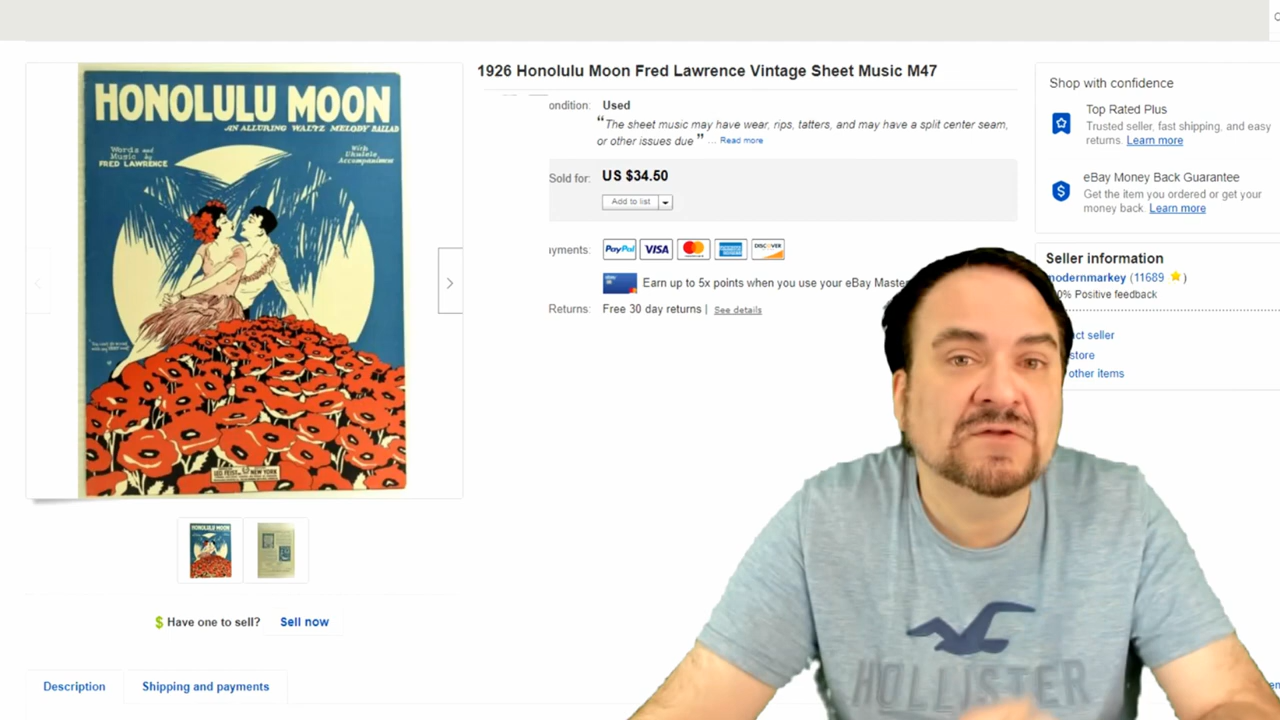 1926 Honolulu Moon Fred Lawrence Vintage Sheet Music M47
HONOLULU MOON
AN ALLURING WALTZ MELODY BALLAD
Words and
Music by
FRED LAWRENCE
With
Ukulele
Accompaniment
LEO FEIST NEW YORK
ondition: Used
“The sheet music may have wear, rips, tatters, and may have a split center seam,
or other issues due” ... Read more
Sold for: US $34.50
Add to list
ayments: PayPal VISA DISCOVER
Earn up to 5x points when you use your eBay Master
Returns: Free 30 day returns | See details
Shop with confidence
Top Rated Plus
Trusted seller, fast shipping, and easy
returns. Learn more
eBay Money Back Guarantee
Get the item you ordered or get your
money back. Learn more
Seller information
modernmarkey (11689 )
0% Positive feedback
ct seller
store
other items
HONOLULU MOON
$ Have one to sell? Sell now
Description
Shipping and payments
HOLLISTER